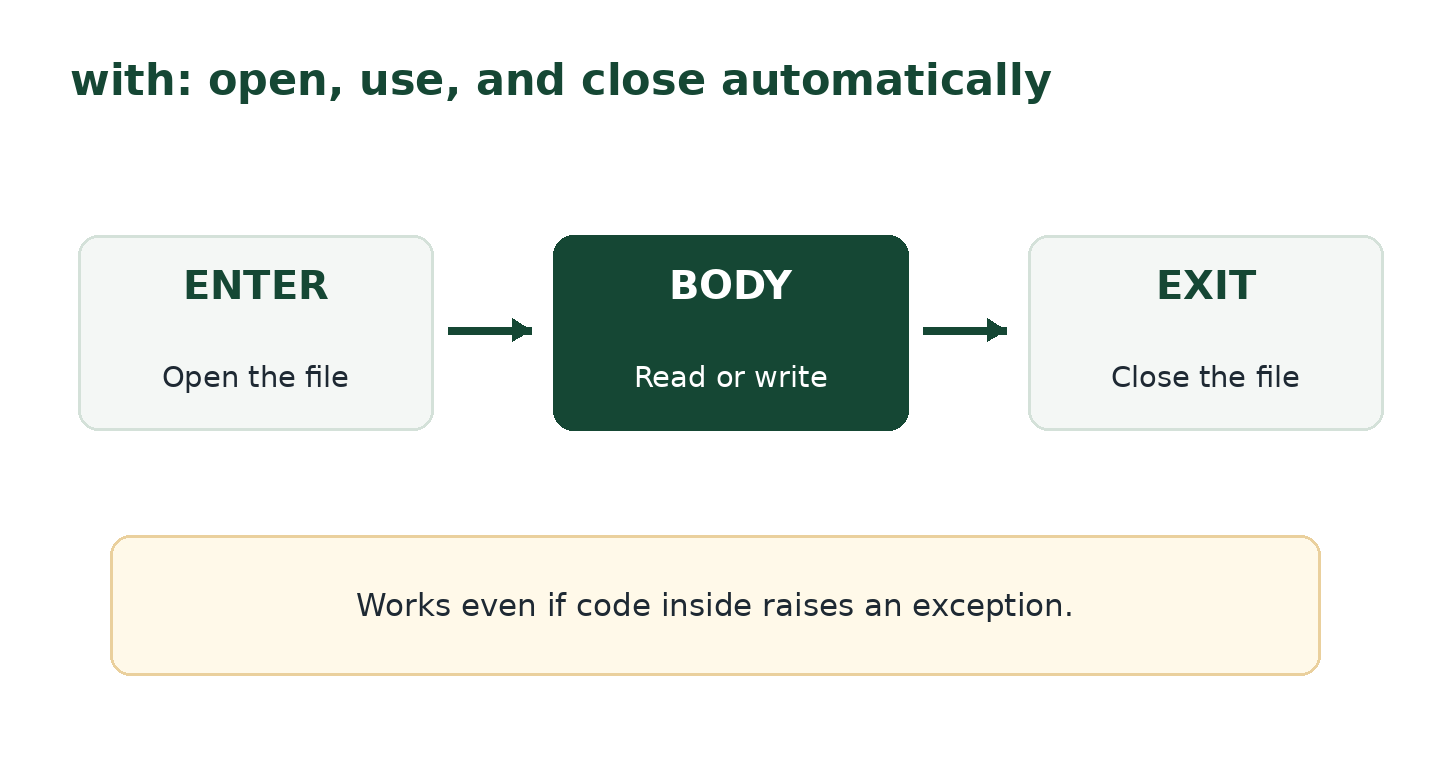 with: open, use, and close automatically
ENTER
Open the file
BODY
Read or write
EXIT
Close the file
Works even if code inside raises an exception.